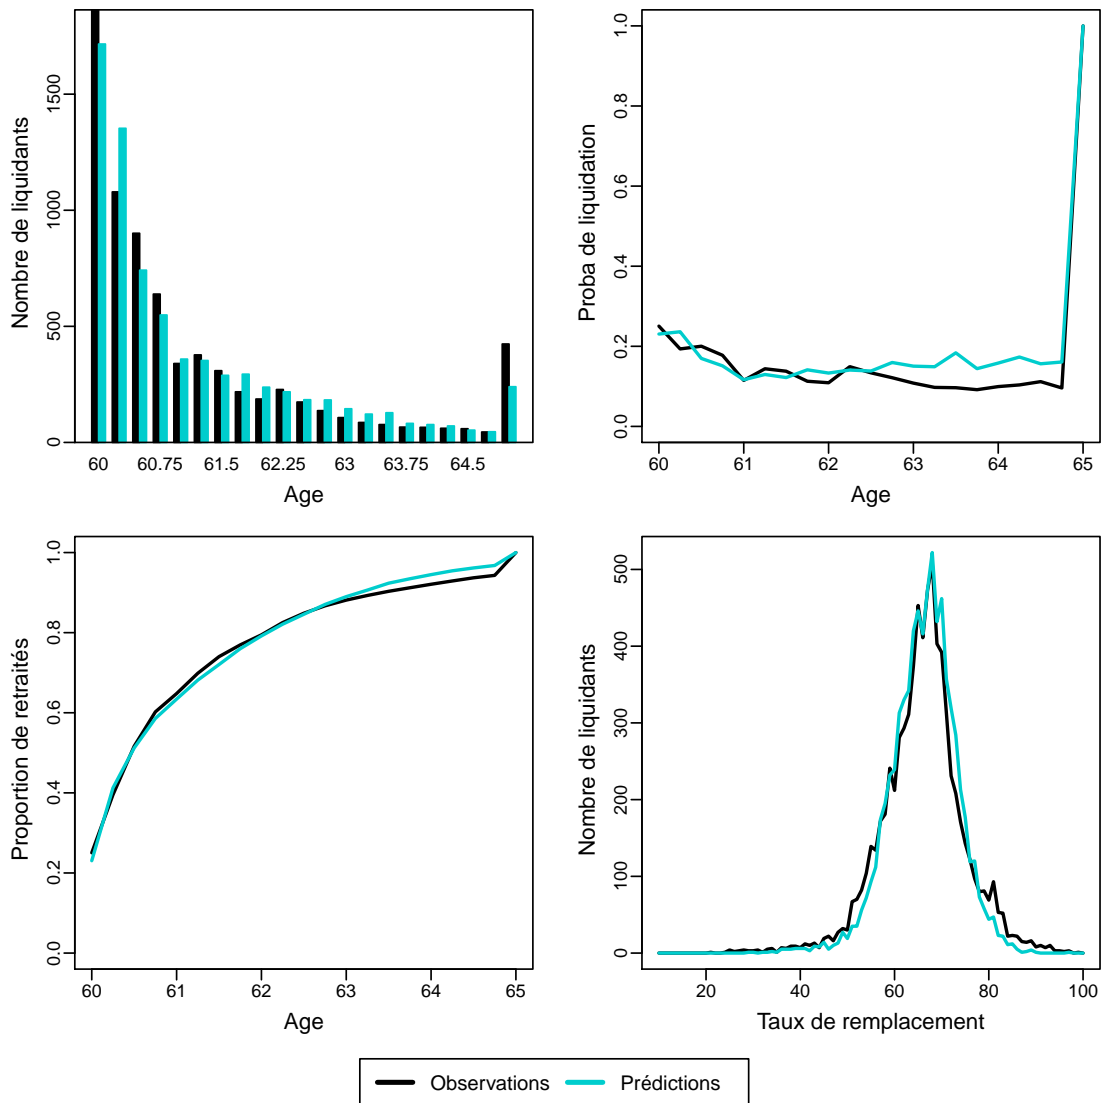 Nombre de liquidants
0 500 1000 1500
60 60.75 61.5 62.25 63 63.75 64.5
Age
Proba de liquidation
0.0 0.2 0.4 0.6 0.8 1.0
60 61 62 63 64 65
Age
Proportion de retraités
0.0 0.2 0.4 0.6 0.8 1.0
60 61 62 63 64 65
Age
Nombre de liquidants
0 100 200 300 400 500
20 40 60 80 100
Taux de remplacement
Observations Prédictions